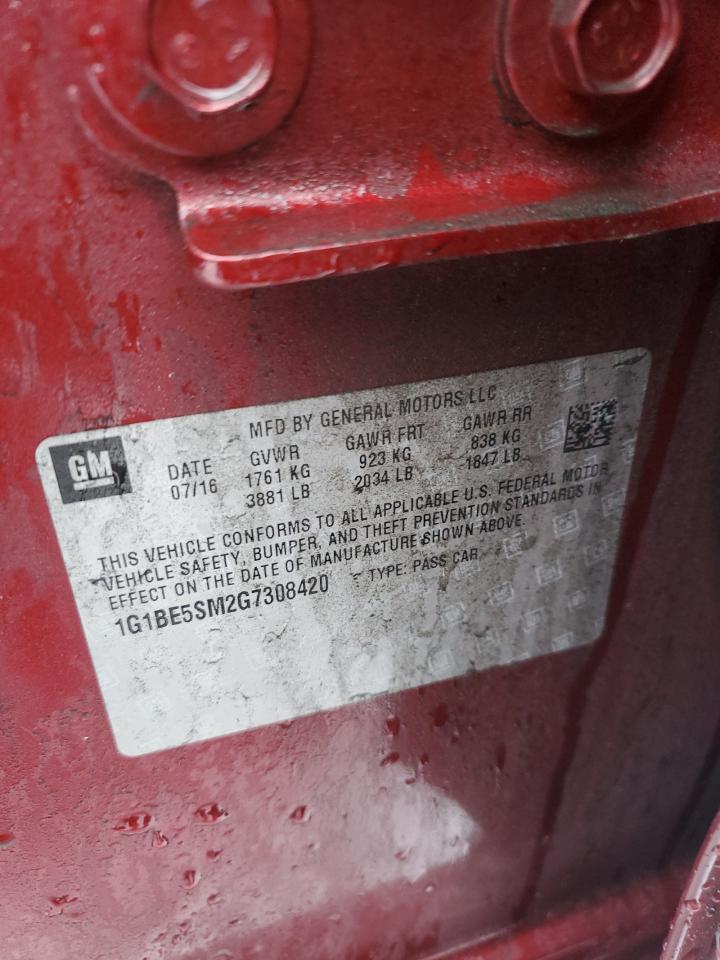 MFD BY GENERAL MOTORS LLC
GM
DATE GVWR GAWR FRT GAWR RR
07/16 1761 KG 923 KG 838 KG
3881 LB 2034 LB 1847 LB
THIS VEHICLE CONFORMS TO ALL APPLICABLE U.S. FEDERAL MOTOR
VEHICLE SAFETY, BUMPER, AND THEFT PREVENTION STANDARDS IN
EFFECT ON THE DATE OF MANUFACTURE SHOWN ABOVE.
1G1BE5SM2G7308420 TYPE: PASS CAR